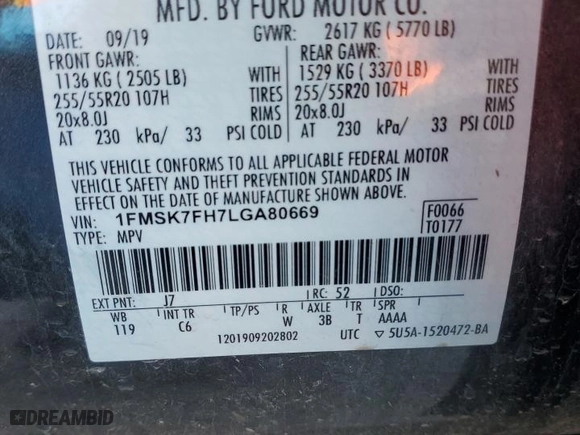 MFD. BY FORD MOTOR CO.
DATE: 09/19 GVWR: 2617 KG ( 5770 LB)
FRONT GAWR: REAR GAWR:
1136 KG ( 2505 LB) WITH 1529 KG ( 3370 LB) WITH
255/55R20 107H TIRES 255/55R20 107H TIRES
20x8.0J RIMS 20x8.0J RIMS
AT 230 kPa/ 33 PSI COLD AT 230 kPa/ 33 PSI COLD
THIS VEHICLE CONFORMS TO ALL APPLICABLE FEDERAL MOTOR
VEHICLE SAFETY AND THEFT PREVENTION STANDARDS IN
EFFECT ON THE DATE OF MANUFACTURE SHOWN ABOVE.
VIN: 1FMSK7FH7LGA80669 F0066
TYPE: MPV T0177
EXT PNT: J7 RC: 52 DSO:
WB INT TR TP/PS R AXLE TR SPR
119 C6 W 3B T AAAA
1201909202802 UTC ▽ 5U5A-1520472-BA
DREAMBID